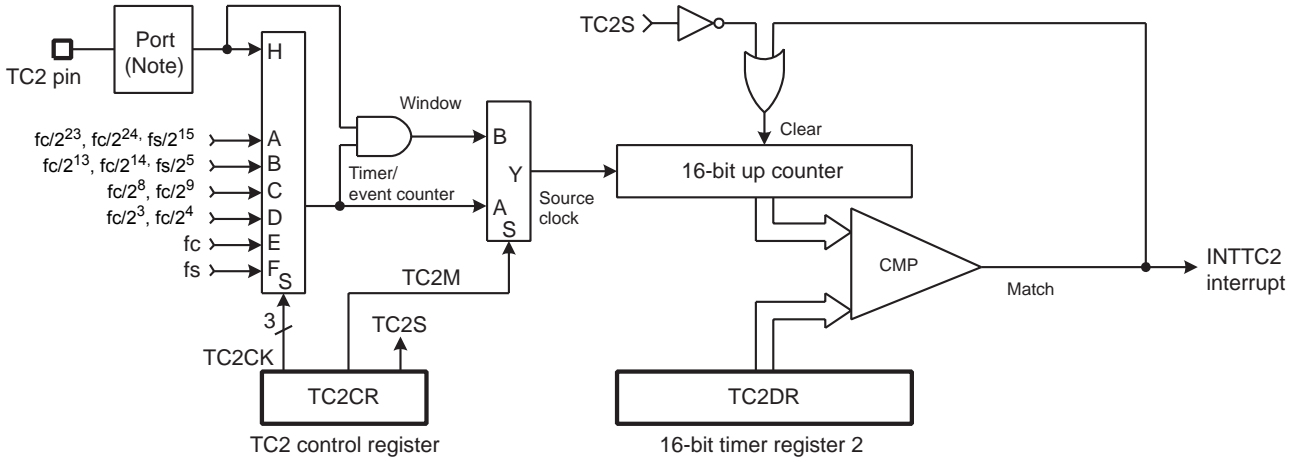 TC2 pin
Port
(Note)
H
fc/2^23, fc/2^24, fs/2^15
A
fc/2^13, fc/2^14, fs/2^5
B
fc/2^8, fc/2^9
C
fc/2^3, fc/2^4
D
fc
E
fs
F
S
3
TC2CK
Window
Timer/
event counter
B
Y
A
S
TC2M
TC2S
TC2CR
TC2 control register
Source
clock
TC2S
Clear
16-bit up counter
CMP
Match
INTTC2
interrupt
TC2DR
16-bit timer register 2